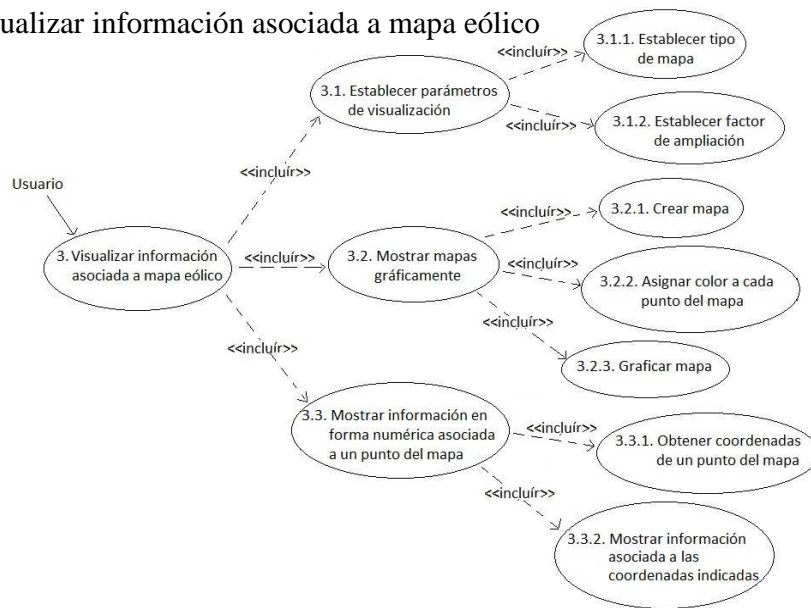 ualizar información asociada a mapa eólico
<<incluír>>
3.1.1. Establecer tipo
de mapa
3.1. Establecer parámetros
de visualización
<<incluír>>
3.1.2. Establecer factor
de ampliación
<<incluír>>
Usuario
<<incluír>>
3.2.1. Crear mapa
3. Visualizar información
asociada a mapa eólico
<<incluír>>
3.2. Mostrar mapas
gráficamente
<<incluír>>
3.2.2. Asignar color a cada
punto del mapa
<<incluír>>
<<incluír>>
3.2.3. Graficar mapa
3.3. Mostrar información en
forma numérica asociada
a un punto del mapa
<<incluír>>
3.3.1. Obtener coordenadas
de un punto del mapa
<<incluír>>
3.3.2. Mostrar información
asociada a las
coordenadas indicadas